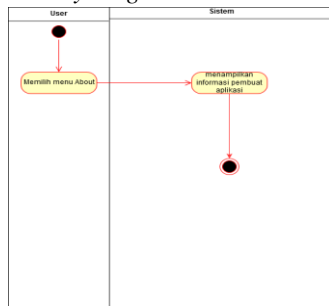 User
Sistem
Memilih menu About
menampilkan
informasi pembuat
aplikasi